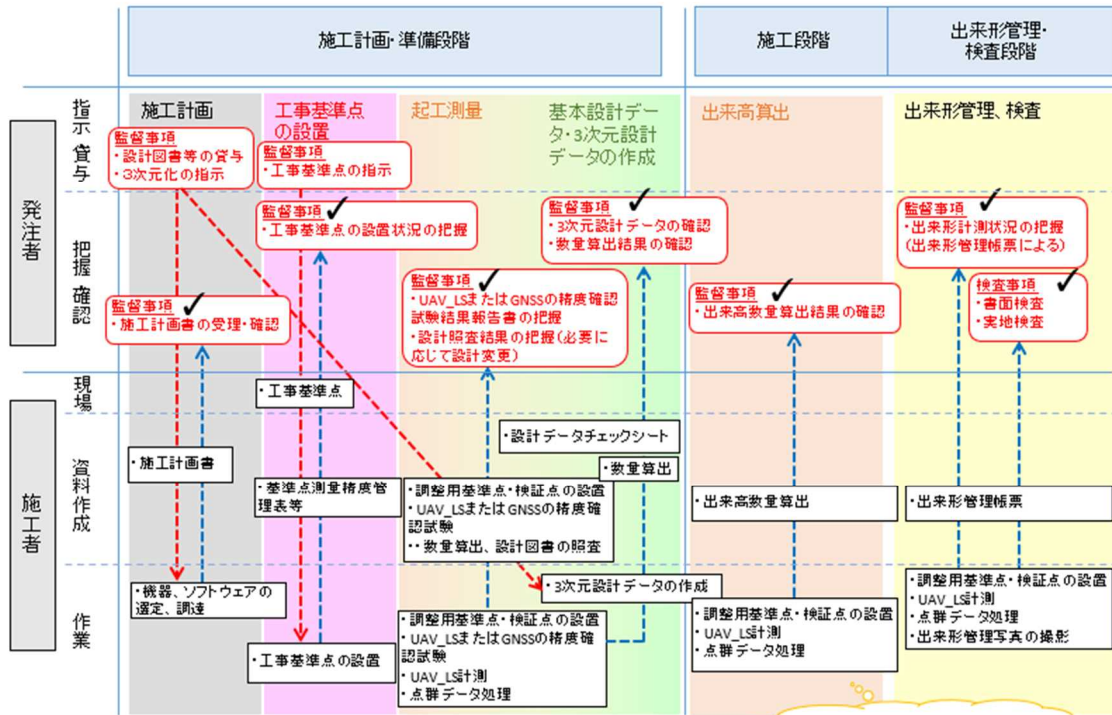 施工計画・準備段階
施工段階
出来形管理・
検査段階
発注者
指示・貸与
把握・確認
施工者
現場
資料作成
作業
施工計画
監督事項
・設計図書等の貸与
・3次元化の指示
監督事項
・施工計画書の受理・確認
・施工計画書
・機器、ソフトウェアの
選定、調達
工事基準点
の設置
監督事項
・工事基準点の指示
監督事項
・工事基準点の設置状況の把握
・工事基準点
・基準点測量精度管
理表等
・工事基準点の設置
起工測量
監督事項
・UAV_LSまたはGNSSの精度確認
試験結果報告書の把握
・設計照査結果の把握(必要に
応じて設計変更)
・調整用基準点・検証点の設置
・UAV_LSまたはGNSSの精度確
認試験
・・数量算出、設計図書の照査
・調整用基準点・検証点の設置
・UAV_LSまたはGNSSの精度確
認試験
・UAV_LS計測
・点群データ処理
基本設計デー
タ・3次元設計
データの作成
監督事項
・3次元設計データの確認
・数量算出結果の確認
・設計データチェックシート
・数量算出
・3次元設計データの作成
出来高算出
監督事項
・出来高数量算出結果の確認
・出来高数量算出
・調整用基準点・検証点の設置
UAV_LS計測
点群データ処理
出来形管理、検査
監督事項
・出来形計測状況の把握
(出来形管理帳票による)
検査事項
・書面検査
・実地検査
・出来形管理帳票
・調整用基準点・検証点の設置
UAV_LS計測
点群データ処理
・出来形管理写真の撮影